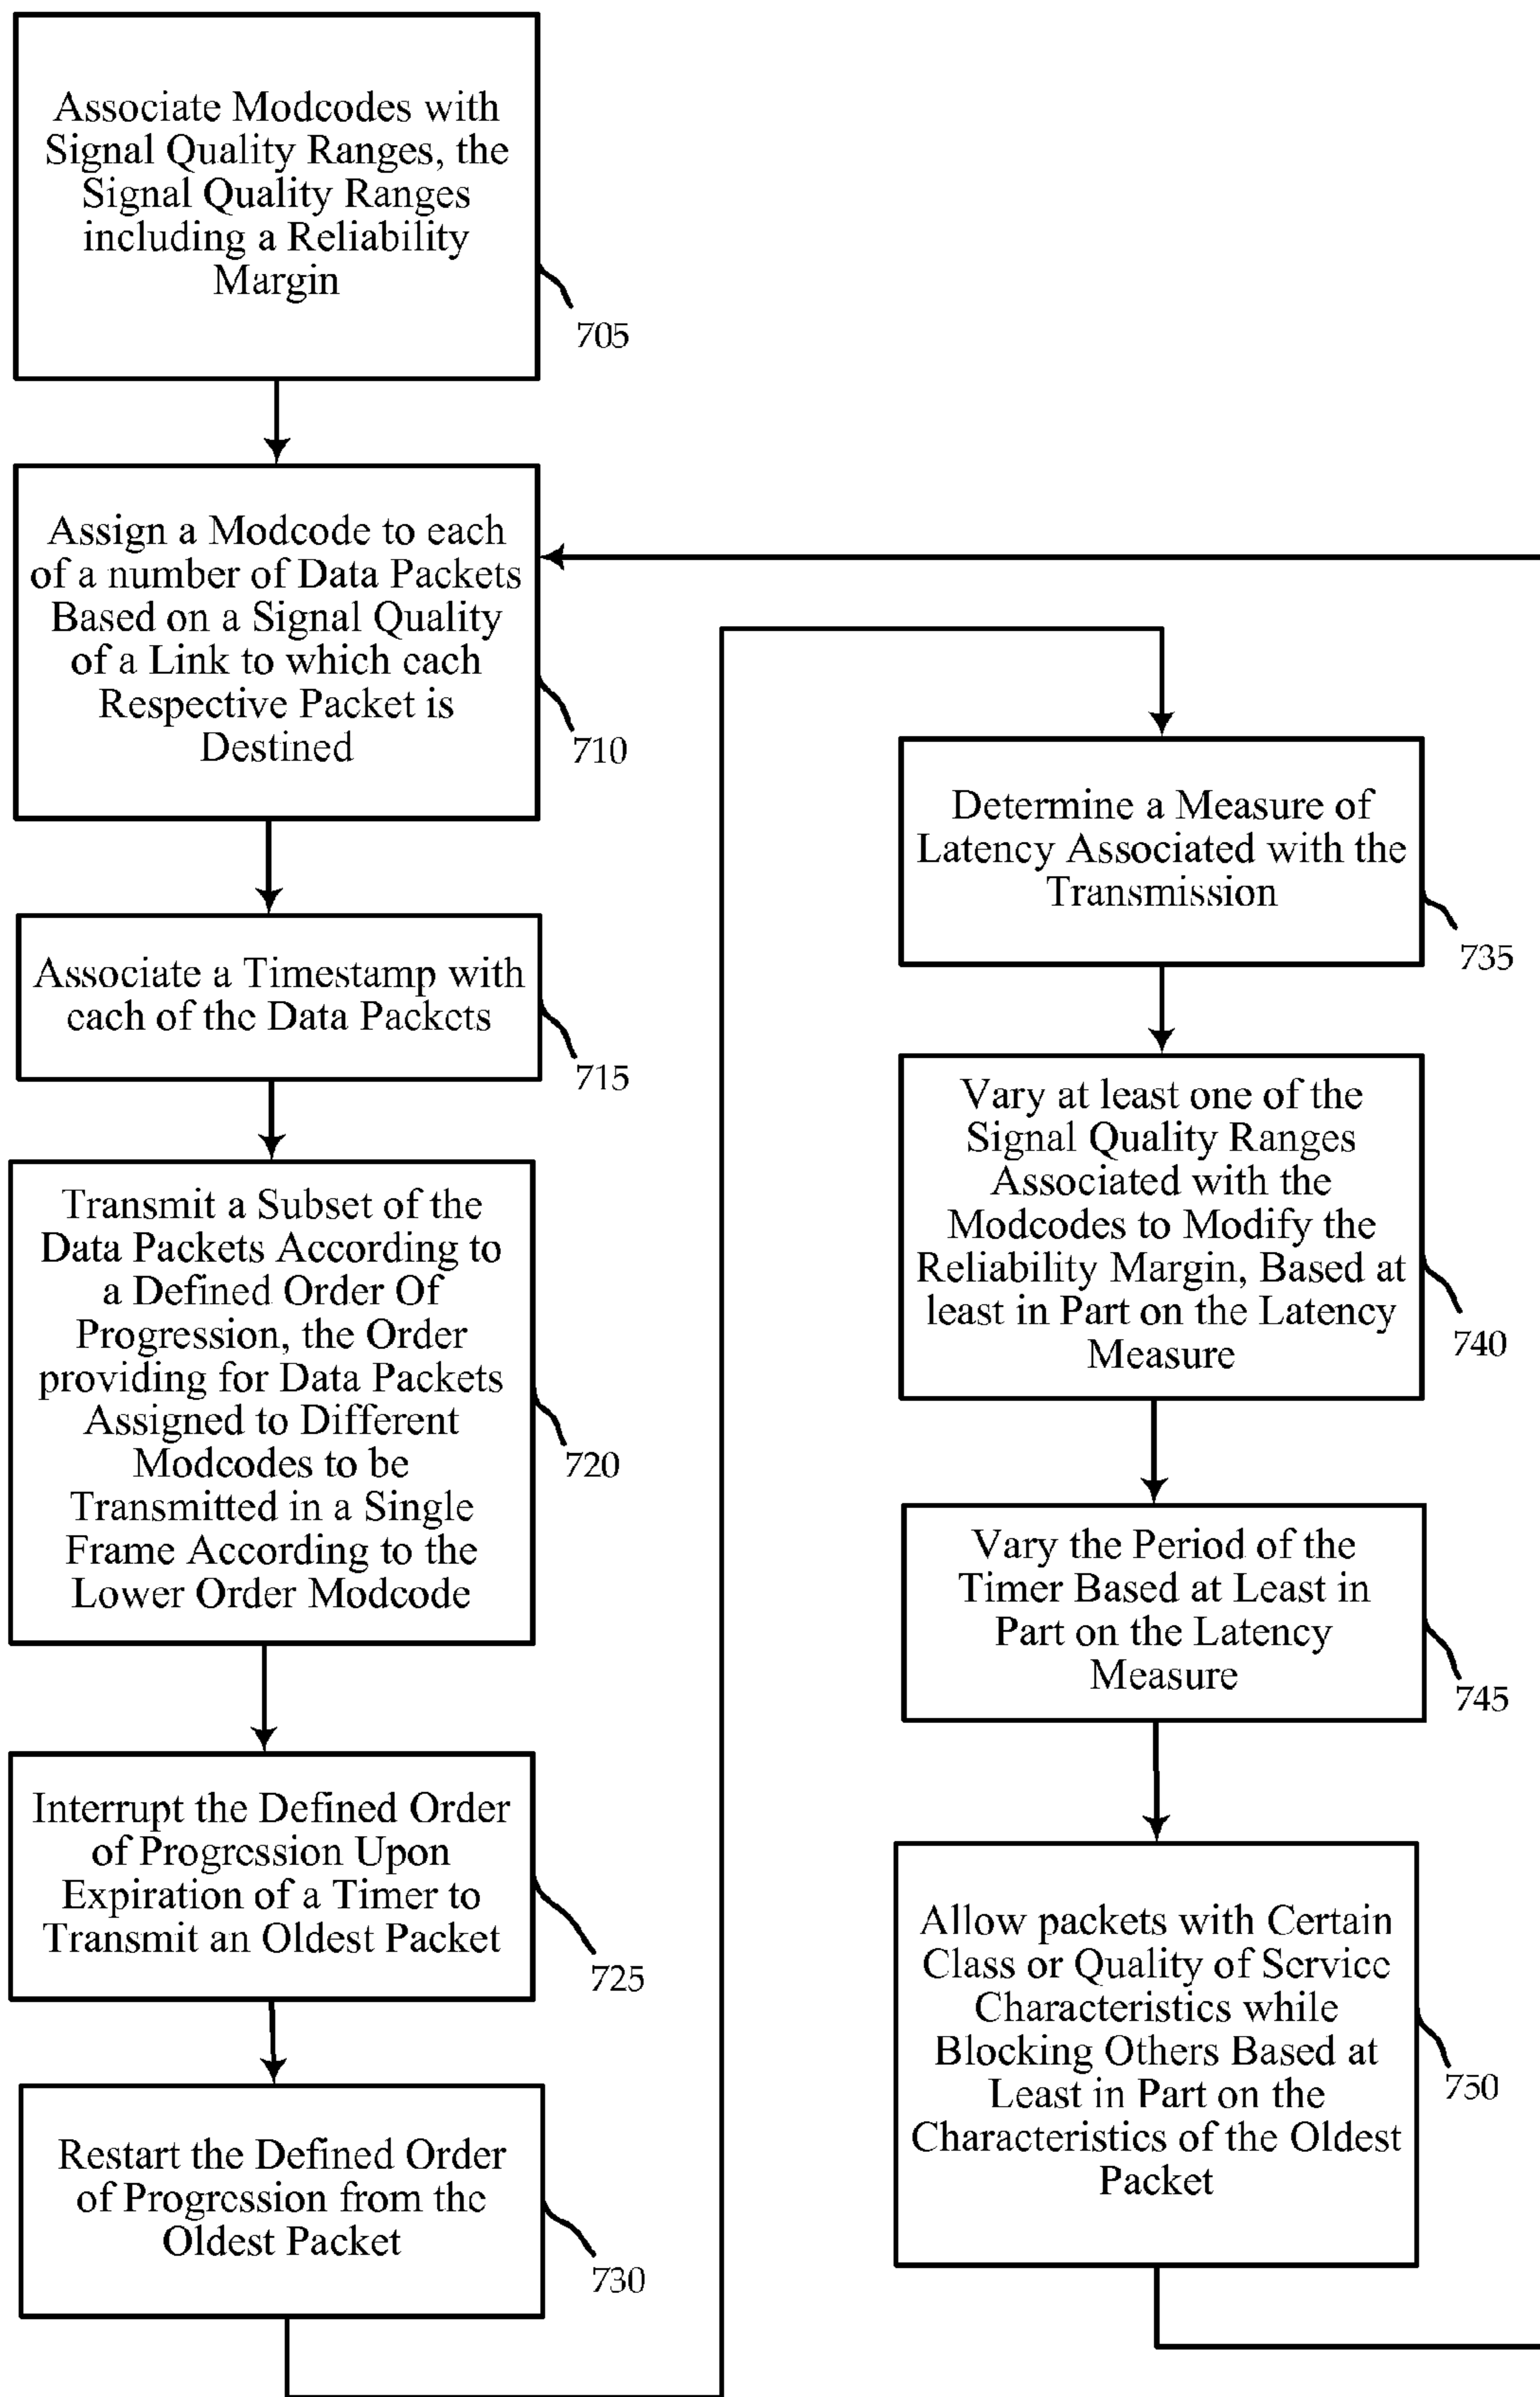 Associate Modcodes with
Signal Quality Ranges, the
Signal Quality Ranges
including a Reliability
Margin
705
Assign a Modcode to each
of a number of Data Packets
Based on a Signal Quality
of a Link to which each
Respective Packet is
Destined
710
Associate a Timestamp with
each of the Data Packets
715
Transmit a Subset of the
Data Packets According to
a Defined Order Of
Progression, the Order
providing for Data Packets
Assigned to Different
Modcodes to be
Transmitted in a Single
Frame According to the
Lower Order Modcode
720
Interrupt the Defined Order
of Progression Upon
Expiration of a Timer to
Transmit an Oldest Packet
725
Restart the Defined Order
of Progression from the
Oldest Packet
730
Determine a Measure of
Latency Associated with the
Transmission
735
Vary at least one of the
Signal Quality Ranges
Associated with the
Modcodes to Modify the
Reliability Margin, Based at
least in Part on the Latency
Measure
740
Vary the Period of the
Timer Based at Least in
Part on the Latency
Measure
745
Allow packets with Certain
Class or Quality of Service
Characteristics while
Blocking Others Based at
Least in Part on the
Characteristics of the Oldest
Packet
750